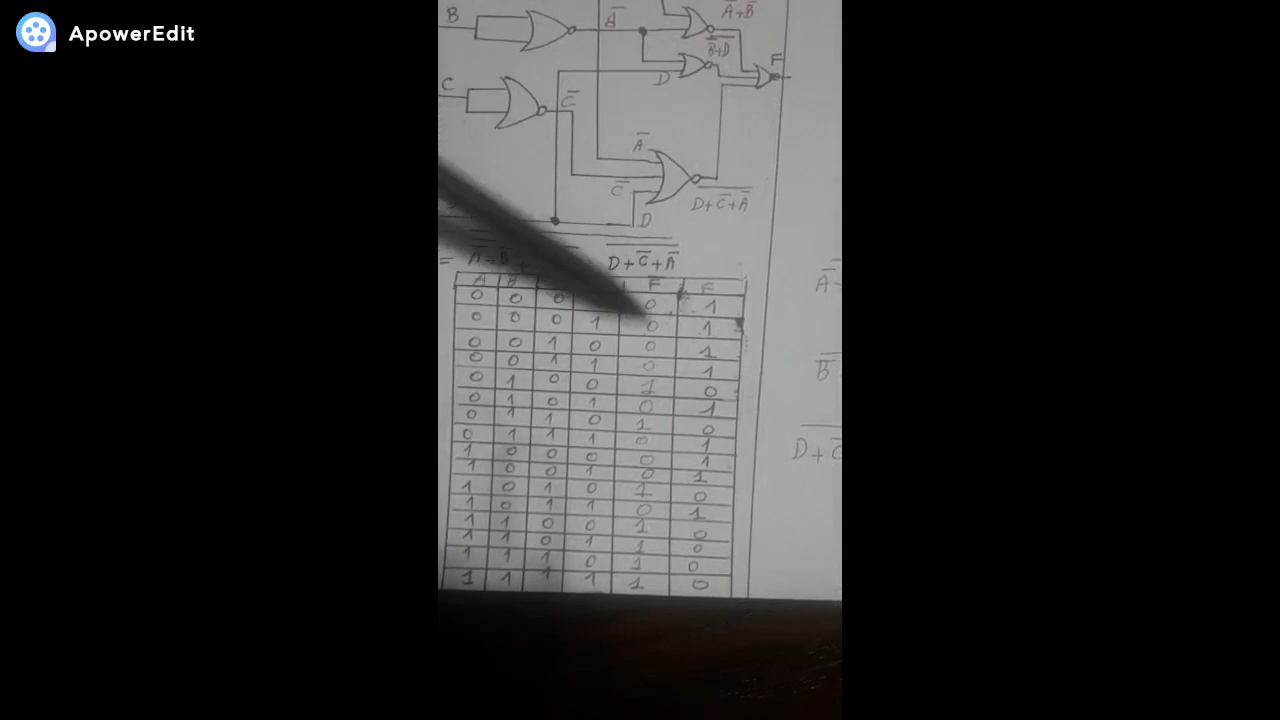 ApowerEdit
B
A̅
A̅+B̅
B̅+D
F
D
C
C̅
A̅
C̅
D
D+C̅+A̅
= A̅+B̅ + D+C̅+A̅
A B F̅ F
0 0 0 0 1
0 0 0 1 0 1
0 0 1 0 0 1
0 0 1 1 0 1
0 1 0 0 1 0
0 1 0 1 0 1
0 1 1 0 1 0
0 1 1 1 0 1
1 0 0 0 0 1
1 0 0 1 0 1
1 0 1 0 1 0
1 0 1 1 0 1
1 1 0 0 1 0
1 1 0 1 1 0
1 1 1 0 1 0
1 1 1 1 1 0
A̅
B̅
D+C̅